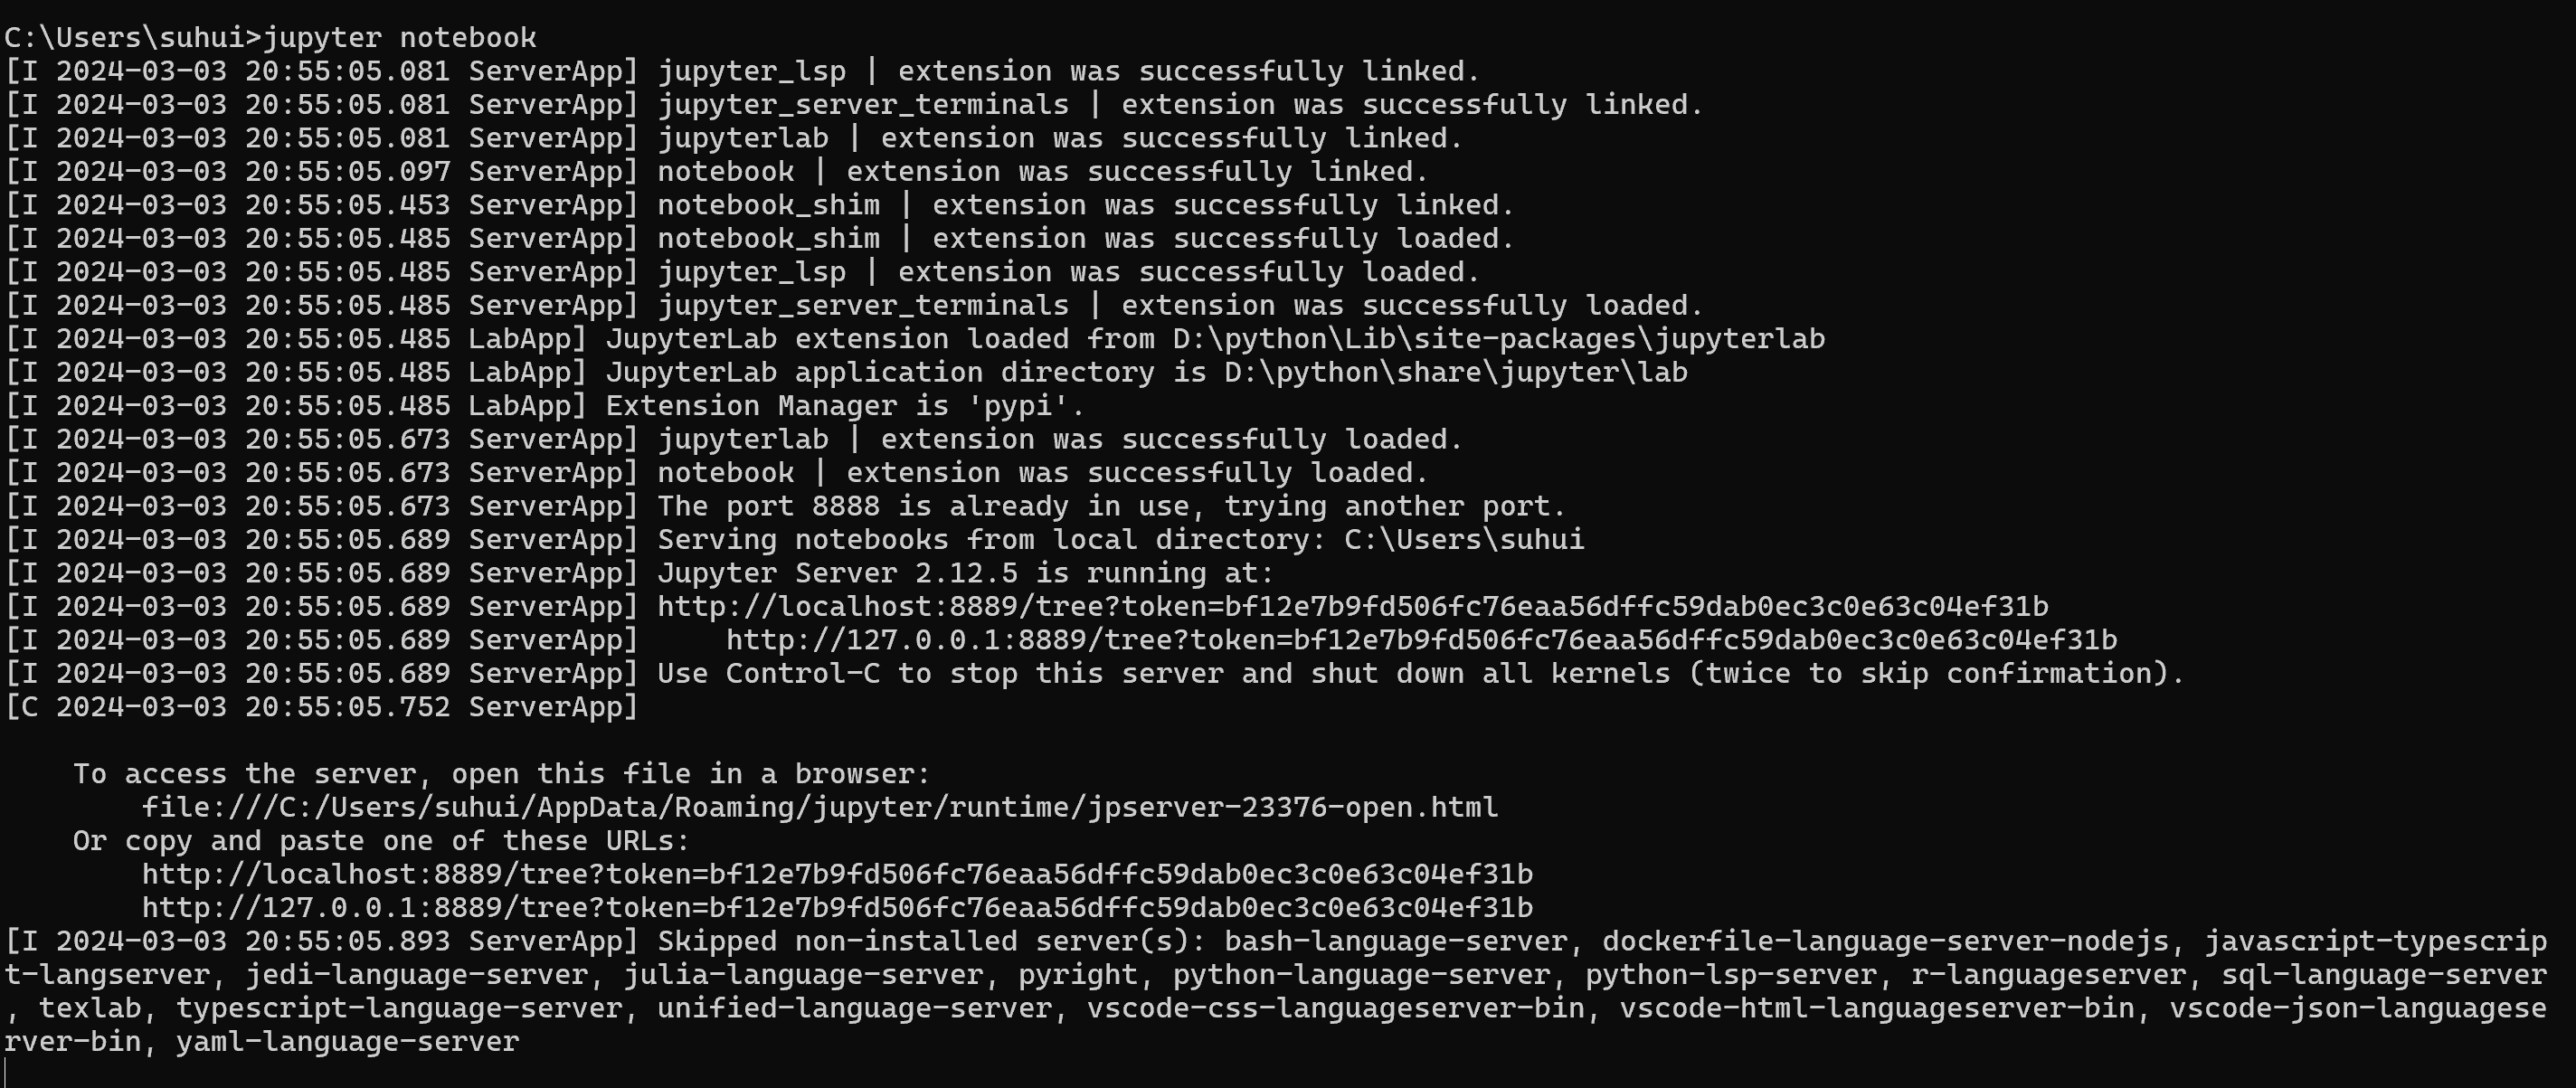 C:\Users\suhui>jupyter notebook
[I 2024-03-03 20:55:05.081 ServerApp] jupyter_lsp | extension was successfully linked.
[I 2024-03-03 20:55:05.081 ServerApp] jupyter_server_terminals | extension was successfully linked.
[I 2024-03-03 20:55:05.081 ServerApp] jupyterlab | extension was successfully linked.
[I 2024-03-03 20:55:05.097 ServerApp] notebook | extension was successfully linked.
[I 2024-03-03 20:55:05.453 ServerApp] notebook_shim | extension was successfully linked.
[I 2024-03-03 20:55:05.485 ServerApp] notebook_shim | extension was successfully loaded.
[I 2024-03-03 20:55:05.485 ServerApp] jupyter_lsp | extension was successfully loaded.
[I 2024-03-03 20:55:05.485 ServerApp] jupyter_server_terminals | extension was successfully loaded.
[I 2024-03-03 20:55:05.485 LabApp] JupyterLab extension loaded from D:\python\Lib\site-packages\jupyterlab
[I 2024-03-03 20:55:05.485 LabApp] JupyterLab application directory is D:\python\share\jupyter\lab
[I 2024-03-03 20:55:05.485 LabApp] Extension Manager is 'pypi'.
[I 2024-03-03 20:55:05.673 ServerApp] jupyterlab | extension was successfully loaded.
[I 2024-03-03 20:55:05.673 ServerApp] notebook | extension was successfully loaded.
[I 2024-03-03 20:55:05.673 ServerApp] The port 8888 is already in use, trying another port.
[I 2024-03-03 20:55:05.689 ServerApp] Serving notebooks from local directory: C:\Users\suhui
[I 2024-03-03 20:55:05.689 ServerApp] Jupyter Server 2.12.5 is running at:
[I 2024-03-03 20:55:05.689 ServerApp] http://localhost:8889/tree?token=bf12e7b9fd506fc76eaa56dffc59dab0ec3c0e63c04ef31b
[I 2024-03-03 20:55:05.689 ServerApp]     http://127.0.0.1:8889/tree?token=bf12e7b9fd506fc76eaa56dffc59dab0ec3c0e63c04ef31b
[I 2024-03-03 20:55:05.689 ServerApp] Use Control-C to stop this server and shut down all kernels (twice to skip confirmation).
[C 2024-03-03 20:55:05.752 ServerApp]
    To access the server, open this file in a browser:
        file:///C:/Users/suhui/AppData/Roaming/jupyter/runtime/jpserver-23376-open.html
    Or copy and paste one of these URLs:
        http://localhost:8889/tree?token=bf12e7b9fd506fc76eaa56dffc59dab0ec3c0e63c04ef31b
        http://127.0.0.1:8889/tree?token=bf12e7b9fd506fc76eaa56dffc59dab0ec3c0e63c04ef31b
[I 2024-03-03 20:55:05.893 ServerApp] Skipped non-installed server(s): bash-language-server, dockerfile-language-server-nodejs, javascript-typescrip
t-langserver, jedi-language-server, julia-language-server, pyright, python-language-server, python-lsp-server, r-languageserver, sql-language-server
, texlab, typescript-language-server, unified-language-server, vscode-css-languageserver-bin, vscode-html-languageserver-bin, vscode-json-languagese
rver-bin, yaml-language-server